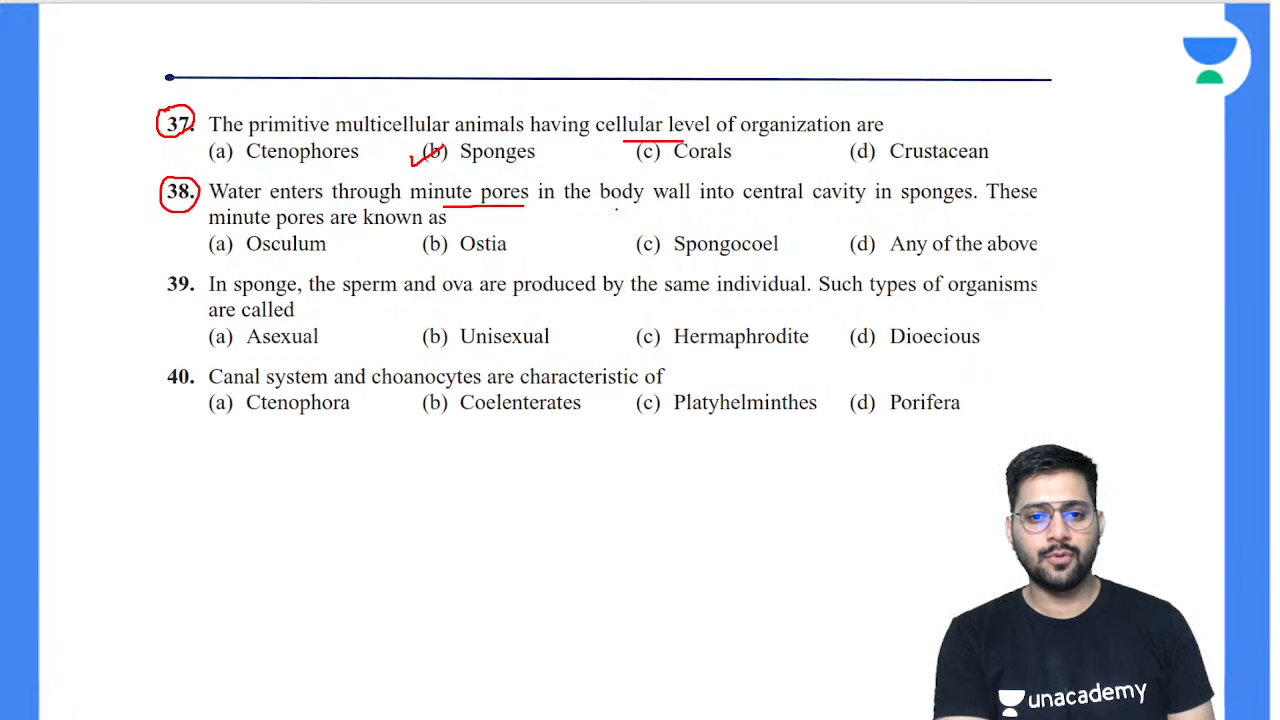 37. The primitive multicellular animals having cellular level of organization are
(a) Ctenophores (b) Sponges (c) Corals (d) Crustacean
38. Water enters through minute pores in the body wall into central cavity in sponges. These
minute pores are known as
(a) Osculum (b) Ostia (c) Spongocoel (d) Any of the above
39. In sponge, the sperm and ova are produced by the same individual. Such types of organisms
are called
(a) Asexual (b) Unisexual (c) Hermaphrodite (d) Dioecious
40. Canal system and choanocytes are characteristic of
(a) Ctenophora (b) Coelenterates (c) Platyhelminthes (d) Porifera
unacademy